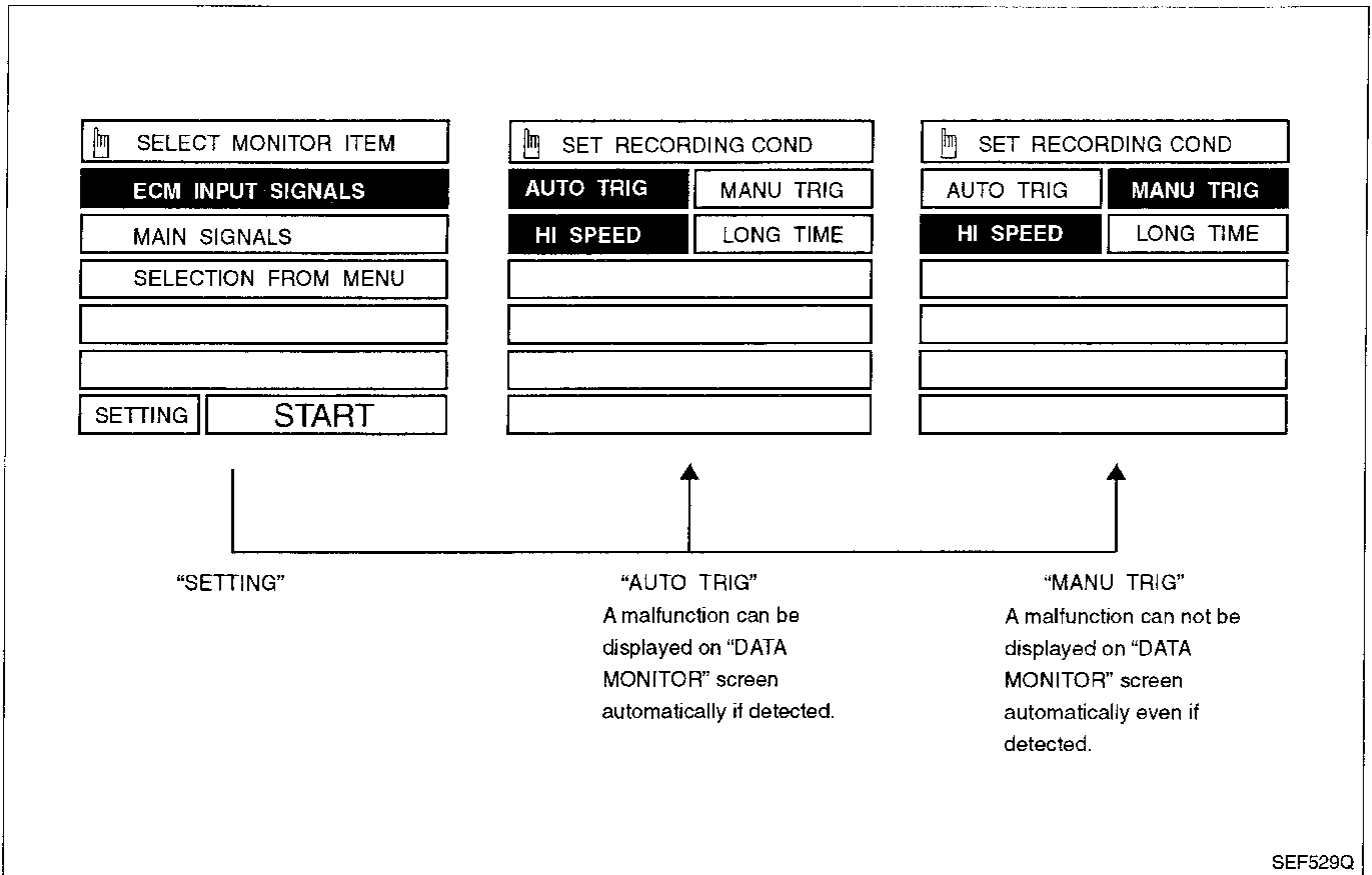 SELECT MONITOR ITEM
ECM INPUT SIGNALS
MAIN SIGNALS
SELECTION FROM MENU
SETTING
START
SET RECORDING COND
AUTO TRIG
MANU TRIG
HI SPEED
LONG TIME
SET RECORDING COND
AUTO TRIG
MANU TRIG
HI SPEED
LONG TIME
“SETTING”
“AUTO TRIG”
A malfunction can be
displayed on “DATA
MONITOR” screen
automatically if detected.
“MANU TRIG”
A malfunction can not be
displayed on “DATA
MONITOR” screen
automatically even if
detected.
SEF529Q